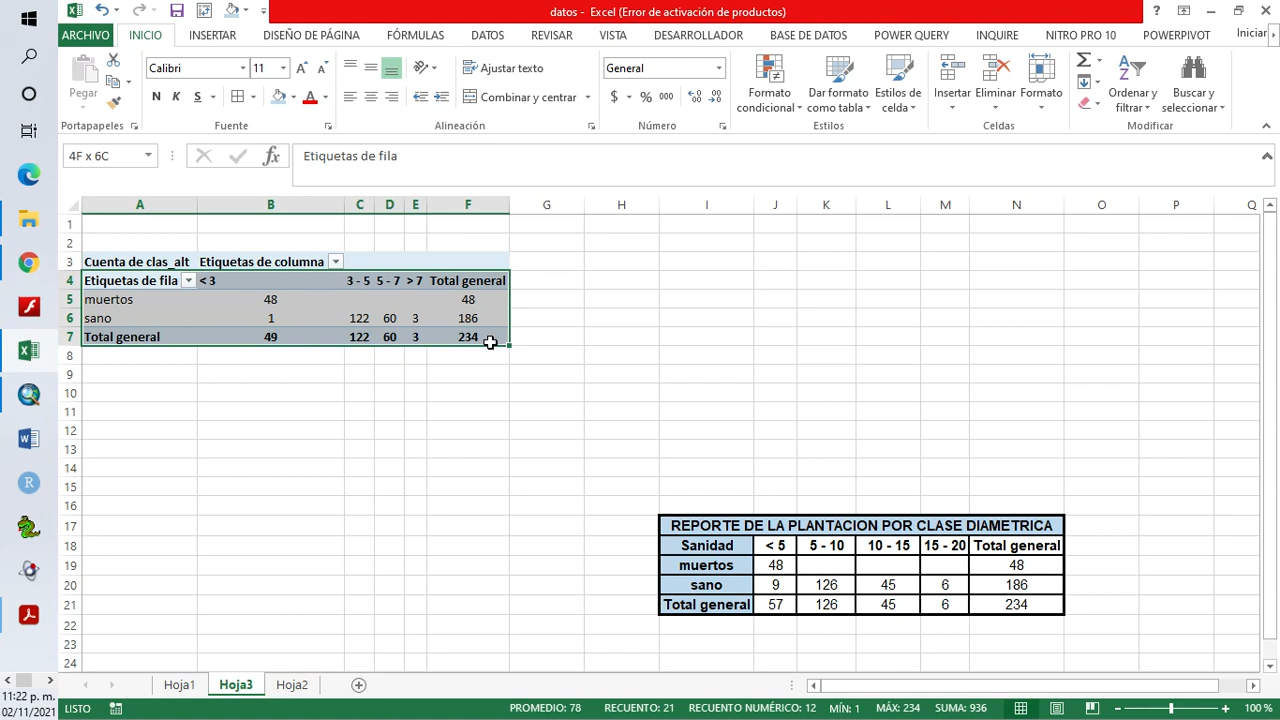 datos - Excel (Error de activación de productos)
ARCHIVO INICIO INSERTAR DISEÑO DE PÁGINA FÓRMULAS DATOS REVISAR VISTA DESARROLLADOR BASE DE DATOS POWER QUERY INQUIRE NITRO PRO 10 POWERPIVOT Iniciar
Pegar
Calibri 11
N K S A
Ajustar texto
Combinar y centrar
General
$ % 000
Formato condicional
Dar formato como tabla
Estilos de celda
Insertar Eliminar Formato
Ordenar y filtrar
Buscar y seleccionar
Portapapeles Fuente Alineación Número Estilos Celdas Modificar
4F x 6C fx Etiquetas de fila
A B C D E F G H I J K L M N O P Q
1
2
3 Cuenta de clas_alt Etiquetas de columna
4 Etiquetas de fila < 3 3 - 5 5 - 7 > 7 Total general
5 muertos 48 48
6 sano 1 122 60 3 186
7 Total general 49 122 60 3 234
8
9
10
11
12
13
14
15
16
17 REPORTE DE LA PLANTACION POR CLASE DIAMETRICA
18 Sanidad < 5 5 - 10 10 - 15 15 - 20 Total general
19 muertos 48 48
20 sano 9 126 45 6 186
21 Total general 57 126 45 6 234
22
23
24
Hoja1 Hoja3 Hoja2
11:22 p. m.
02/11/2021
LISTO PROMEDIO: 78 RECUENTO: 21 RECUENTO NUMÉRICO: 12 MÍN: 1 MÁX: 234 SUMA: 936 100 %